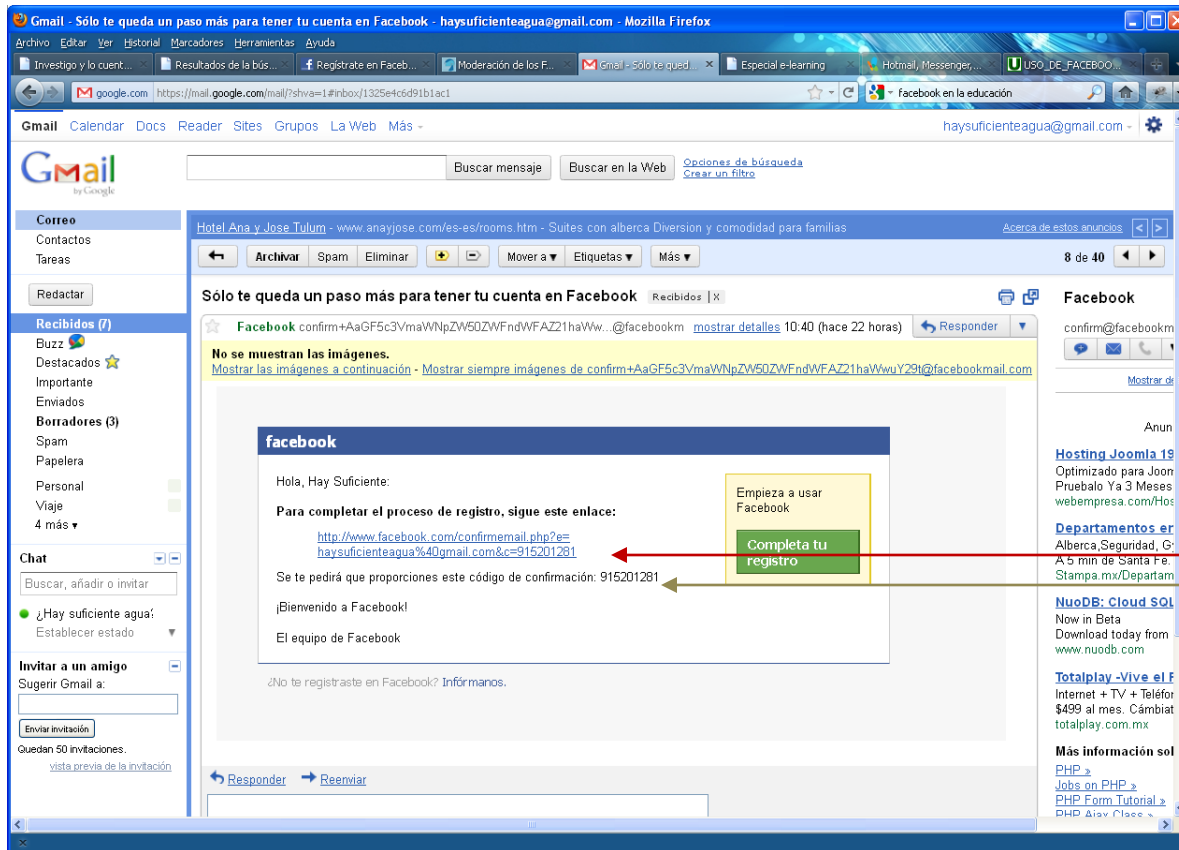 Gmail - Sólo te queda un paso más para tener tu cuenta en Facebook - haysuficienteagua@gmail.com - Mozilla Firefox
Archivo Editar Ver Historial Marcadores Herramientas Ayuda
Investigo y lo cuent... Resultados de la bús... Regístrate en Faceb... Moderación de los F... Gmail - Sólo te qued... Especial e-learning Hotmail, Messenger,... USO_DE_FACEBOO...
google.com https://mail.google.com/mail/?shva=1#inbox/1325e4c6d91b1ac1 facebook en la educación
Gmail Calendar Docs Reader Sites Grupos La Web Más haysuficienteagua@gmail.com
Gmail by Google
Buscar mensaje Buscar en la Web Opciones de búsqueda
Crear un filtro
Correo
Contactos
Tareas
Redactar
Recibidos (7)
Buzz
Destacados
Importante
Enviados
Borradores (3)
Spam
Papelera
Personal
Viaje
4 más
Chat
Buscar, añadir o invitar
¿Hay suficiente agua?
Establecer estado
Invitar a un amigo
Sugerir Gmail a:
Enviar invitación
Quedan 50 invitaciones.
vista previa de la invitación
Hotel Ana y Jose Tulum - www.anayjose.com/es-es/rooms.htm - Suites con alberca Diversion y comodidad para familias Acerca de estos anuncios < >
Archivar Spam Eliminar Mover a Etiquetas Más 8 de 40
Sólo te queda un paso más para tener tu cuenta en Facebook Recibidos | X
Facebook confirm+AaGF5c3VmaWNpZW50ZWFndWFAZ21haWw...@facebookm mostrar detalles 10:40 (hace 22 horas) Responder
No se muestran las imágenes.
Mostrar las imágenes a continuación - Mostrar siempre imágenes de confirm+AaGF5c3VmaWNpZW50ZWFndWFAZ21haWwuY29t@facebookmail.com
facebook
Hola, Hay Suficiente:
Para completar el proceso de registro, sigue este enlace:
http://www.facebook.com/confirmemail.php?e=
haysuficienteagua%40gmail.com&c=915201281
Se te pedirá que proporciones este código de confirmación: 915201281
¡Bienvenido a Facebook!
El equipo de Facebook
Empieza a usar
Facebook
Completa tu
registro
¿No te registraste en Facebook? Infórmanos.
Responder Reenviar
Facebook
confirm@facebookm
Mostrar de
Anun
Hosting Joomla 19
Optimizado para Joom
Pruebalo Ya 3 Meses
webempresa.com/Hos
Departamentos en
Alberca,Seguridad, Gy
A 5 min de Santa Fe.
Stampa.mx/Departam
NuoDB: Cloud SQL
Now in Beta
Download today from
www.nuodb.com
Totalplay -Vive el F
Internet + TV + Teléfon
$499 al mes. Cámbiat
totalplay.com.mx
Más información sol
PHP »
Jobs on PHP »
PHP Form Tutorial »
PHP Ajax Class »